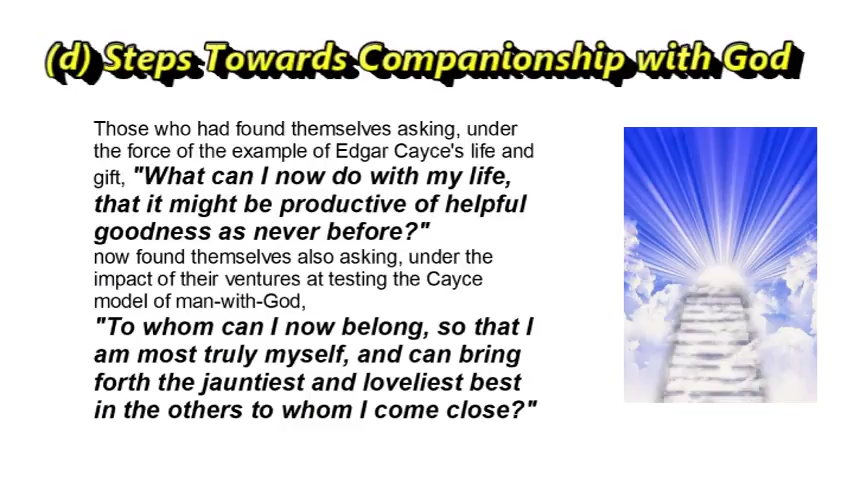 (d) Steps Towards Companionship with God
Those who had found themselves asking, under
the force of the example of Edgar Cayce's life and
gift, "What can I now do with my life,
that it might be productive of helpful
goodness as never before?"
now found themselves also asking, under the
impact of their ventures at testing the Cayce
model of man-with-God,
"To whom can I now belong, so that I
am most truly myself, and can bring
forth the jauntiest and loveliest best
in the others to whom I come close?"